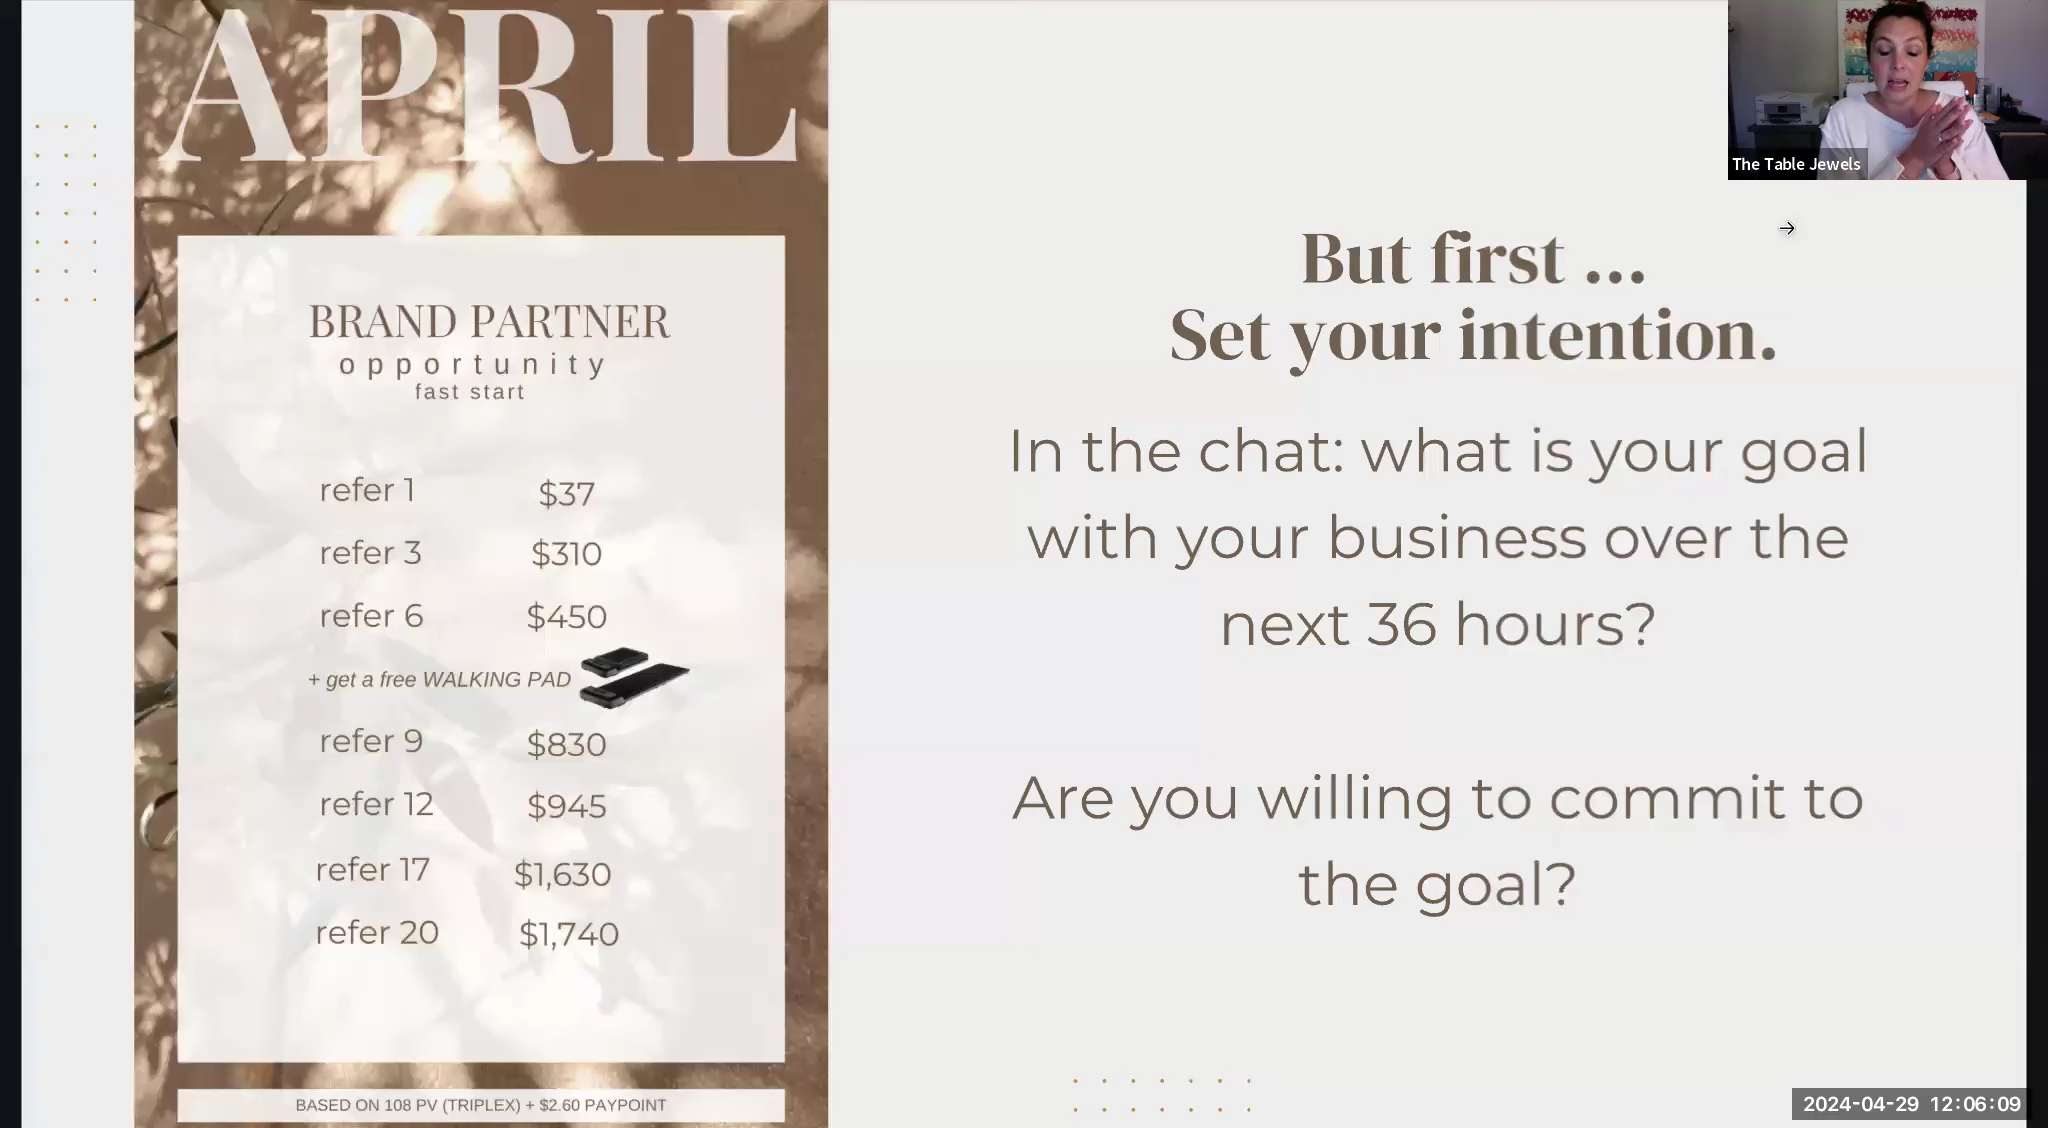 APRIL
BRAND PARTNER
opportunity
fast start
refer 1 $37
refer 3 $310
refer 6 $450
+ get a free WALKING PAD
refer 9 $830
refer 12 $945
refer 17 $1,630
refer 20 $1,740
BASED ON 108 PV (TRIPLEX) + $2.60 PAYPOINT
The Table Jewels
But first ...
Set your intention.
In the chat: what is your goal
with your business over the
next 36 hours?
Are you willing to commit to
the goal?
2024-04-29 12:06:09